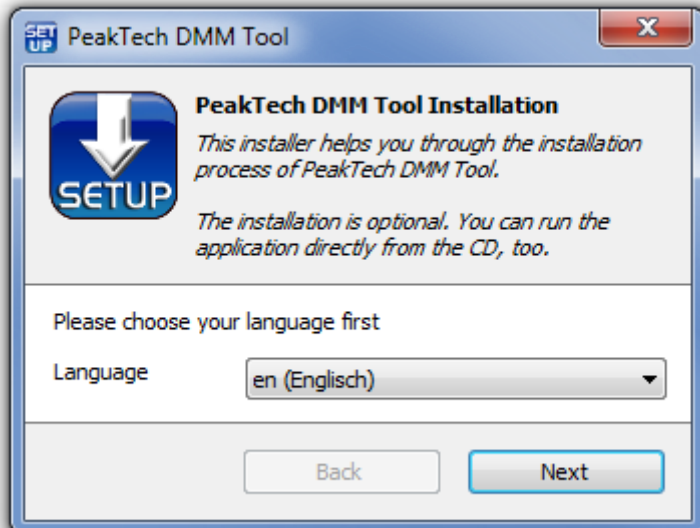 SET
UP
PeakTech DMM Tool
X
SETUP
PeakTech DMM Tool Installation
This installer helps you through the installation
process of PeakTech DMM Tool.
The installation is optional. You can run the
application directly from the CD, too.
Please choose your language first
Language
en (Englisch)
Back
Next